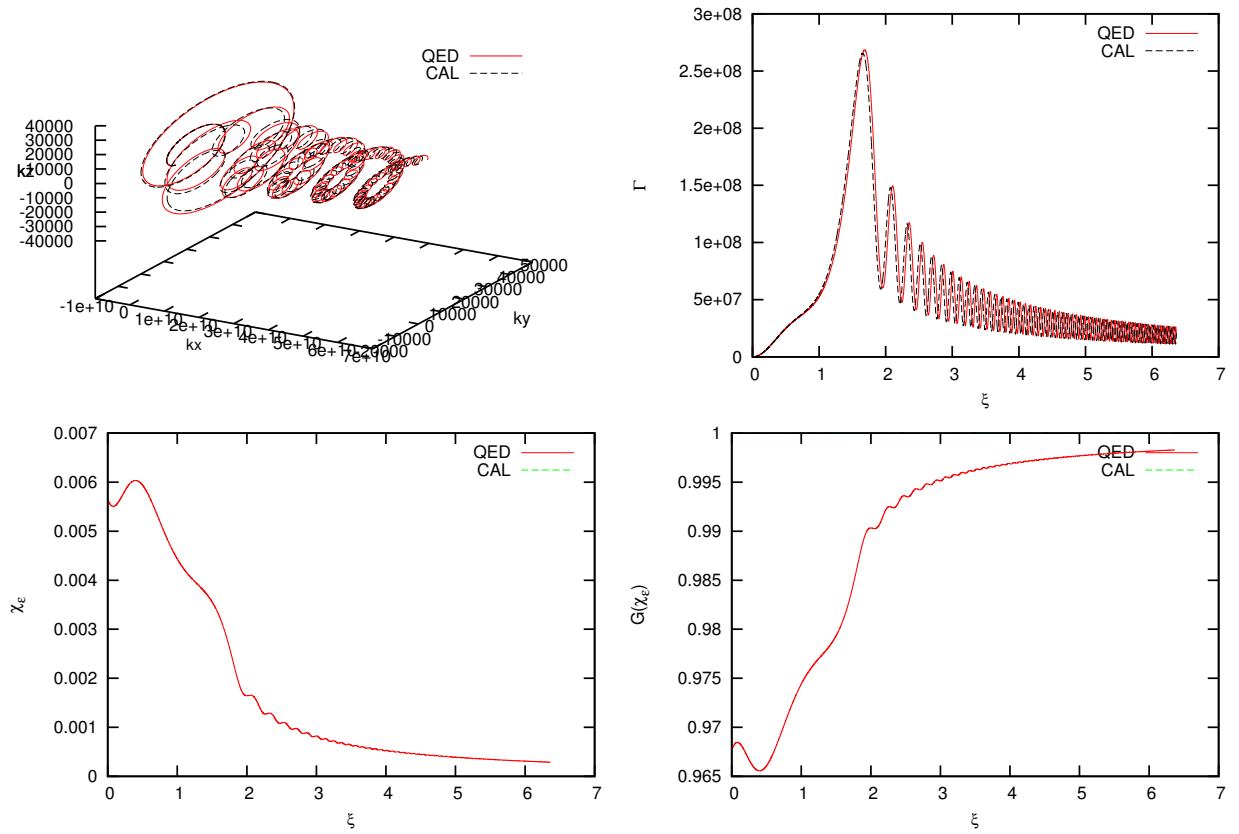 QED
CAL
40000
30000
20000
kz
10000
0
-10000
-20000
-30000
-40000
-1e+10
0
1e+10
2e+10
3e+10
4e+10
5e+10
6e+10
7e+10
kx
-20000
-10000
0
10000
20000
30000
40000
50000
ky
3e+08
2.5e+08
2e+08
1.5e+08
1e+08
5e+07
0
Γ
QED
CAL
0 1 2 3 4 5 6 7
ξ
0.007
0.006
0.005
0.004
0.003
0.002
0.001
0
χε
QED
CAL
0 1 2 3 4 5 6 7
ξ
1
0.995
0.99
0.985
0.98
0.975
0.97
0.965
G(χε)
QED
CAL
0 1 2 3 4 5 6 7
ξ